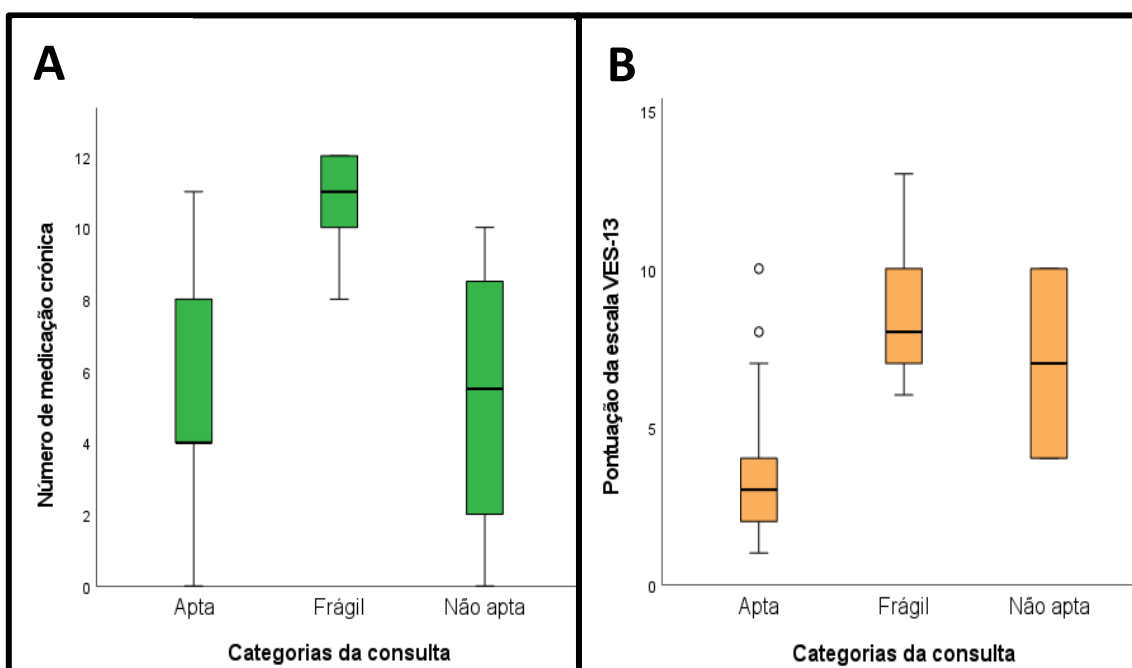 A
Número de medicação crónica
12
10
8
6
4
2
0
Apta
Frágil
Não apta
Categorias da consulta
B
Pontuação da escala VES-13
15
10
5
0
Apta
Frágil
Não apta
Categorias da consulta